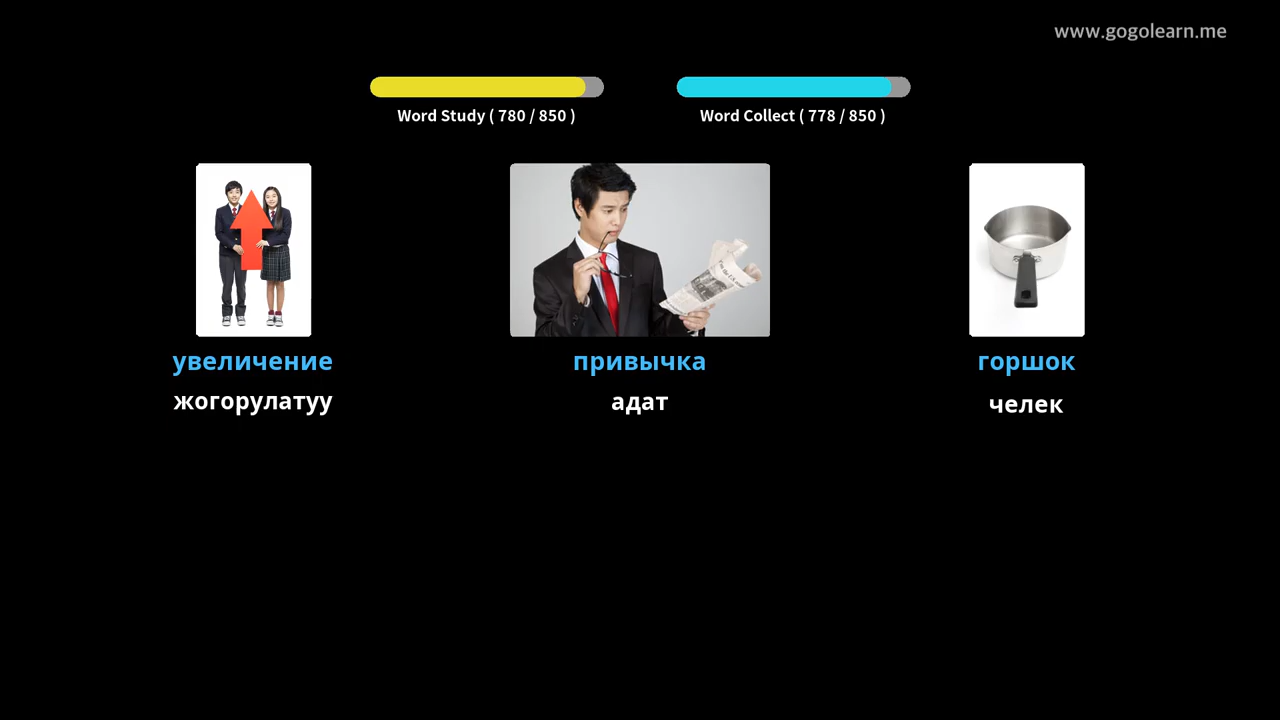 www.gogolearn.me
Word Study ( 780 / 850 )
Word Collect ( 778 / 850 )
увеличение
привычка
горшок
жогорулатуу
адат
челек